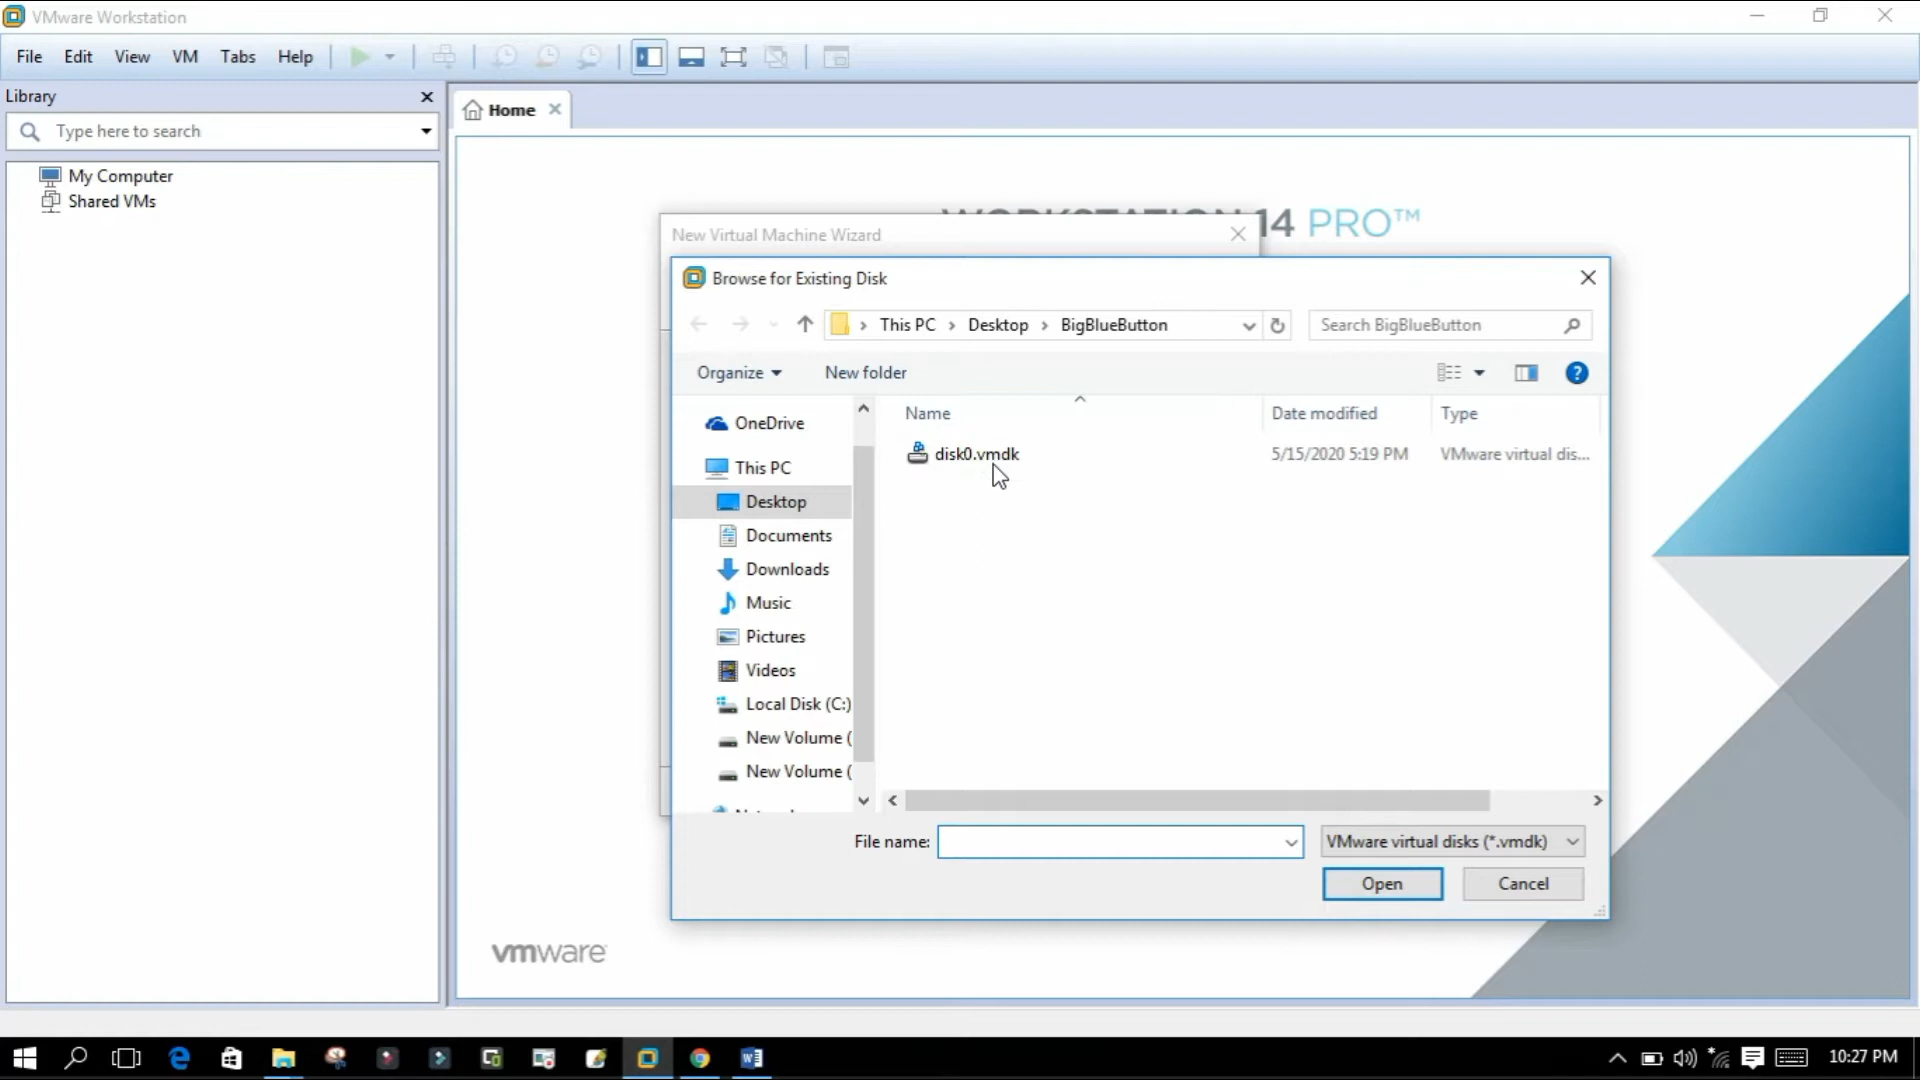 VMware Workstation
File Edit View VM Tabs Help
Library
Type here to search
My Computer
Shared VMs
Home
WORKSTATION 14 PRO™
New Virtual Machine Wizard
Browse for Existing Disk
This PC Desktop BigBlueButton
Search BigBlueButton
Organize New folder
Name Date modified Type
disk0.vmdk 5/15/2020 5:19 PM VMware virtual dis...
OneDrive
This PC
Desktop
Documents
Downloads
Music
Pictures
Videos
Local Disk (C:)
New Volume (
New Volume (
File name: VMware virtual disks (*.vmdk)
Open Cancel
vmware
10:27 PM